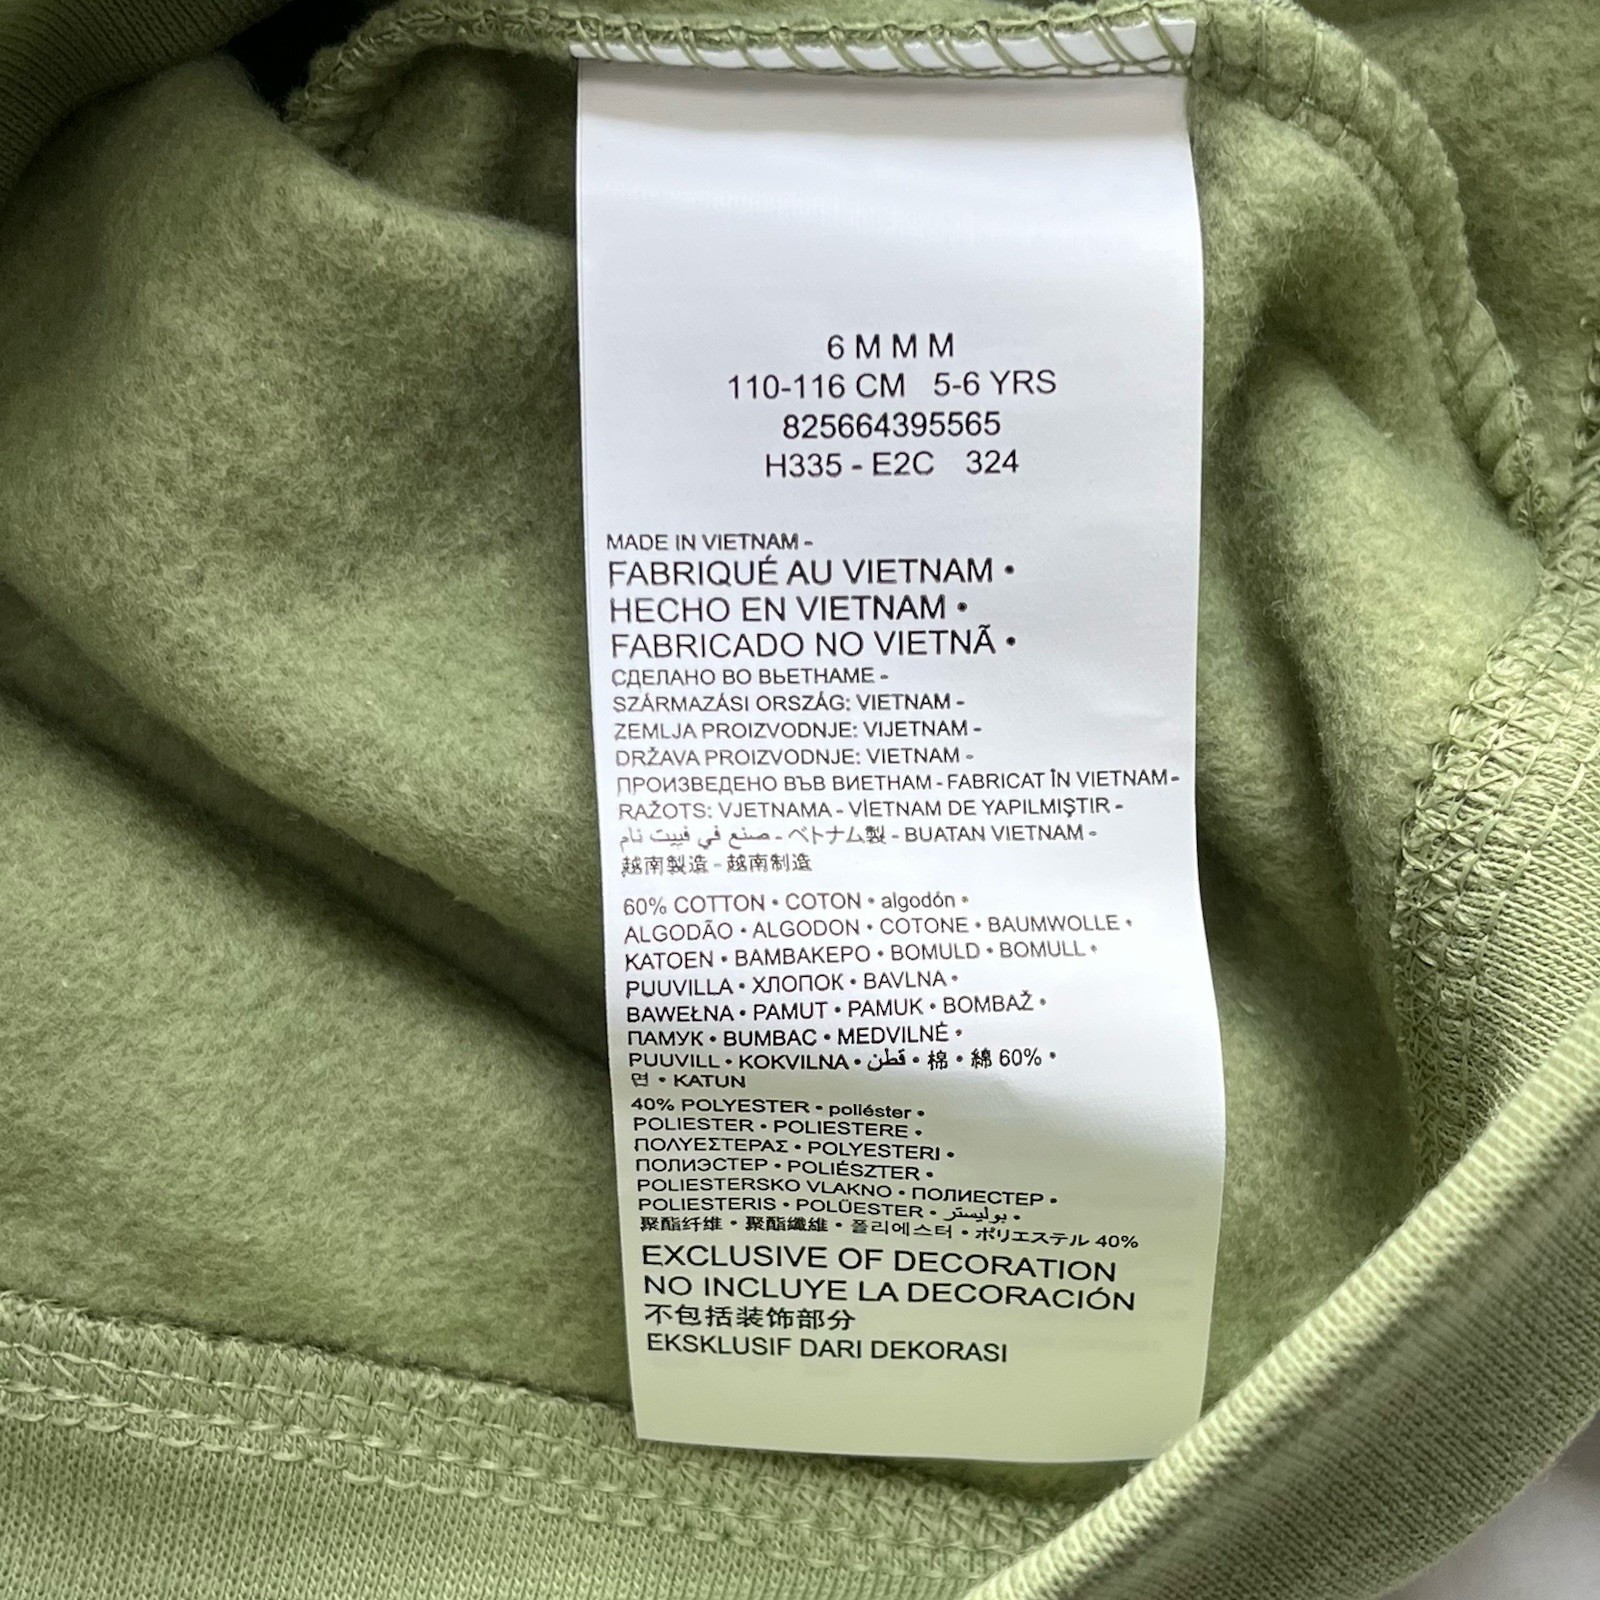 6 M M M
110-116 CM 5-6 YRS
825664395565
H335 - E2C 324
MADE IN VIETNAM -
FABRIQUÉ AU VIETNAM •
HECHO EN VIETNAM •
FABRICADO NO VIETNÃ •
СДЕЛАНО ВО ВЬЕТНАМЕ -
SZÁRMAZÁSI ORSZÁG: VIETNAM -
ZEMLJA PROIZVODNJE: VIJETNAM -
DRŽAVA PROIZVODNJE: VIETNAM -
ПРОИЗВЕДЕНО ВЪВ ВИЕТНАМ - FABRICAT ÎN VIETNAM -
RAŽOTS: VJETNAMA - VİETNAM DE YAPILMIŞTIR -
صنع في فييت نام - ベトナム製 - BUATAN VIETNAM -
越南製造 - 越南制造
60% COTTON • COTON • algodón •
ALGODÃO • ALGODON • COTONE • BAUMWOLLE •
KATOEN • ΒΑΜΒΑΚΕΡΟ • BOMULD • BOMULL •
PUUVILLA • ХЛОПОК • BAVLNA •
BAWEŁNA • PAMUT • PAMUK • BOMBAŽ •
ПАМУК • BUMBAC • MEDVILNĖ •
PUUVILL • KOKVILNA • قطن • 棉 • 綿 60% •
면 • KATUN
40% POLYESTER • poliéster •
POLIESTER • POLIESTERE •
ΠΟΛΥΕΣΤΕΡΑΣ • POLYESTERI •
ПОЛИЭСТЕР • POLIÉSZTER •
POLIESTERSKO VLAKNO • ПОЛИЕСТЕР •
POLIESTERIS • POLÜESTER • بوليستر •
聚酯纤维 • 聚酯纖維 • 폴리에스터 • ポリエステル 40%
EXCLUSIVE OF DECORATION
NO INCLUYE LA DECORACIÓN
不包括装饰部分
EKSKLUSIF DARI DEKORASI